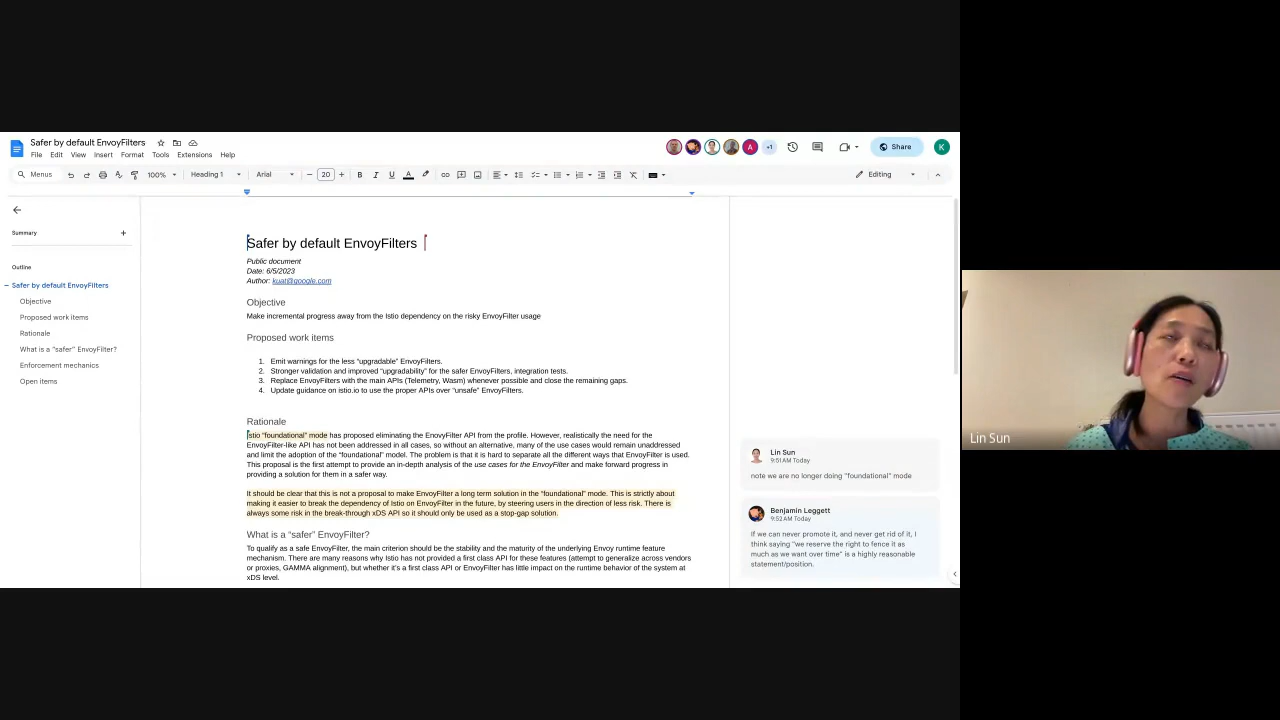 Safer by default EnvoyFilters
File Edit View Insert Format Tools Extensions Help
A
+1
Share
K
Menus
100%
Heading 1
Arial
20
B I U A
Editing
Summary
Outline
Safer by default EnvoyFilters
Objective
Proposed work items
Rationale
What is a "safer" EnvoyFilter?
Enforcement mechanics
Open items
Safer by default EnvoyFilters
Public document
Date: 6/5/2023
Author: kuat@google.com
Objective
Make incremental progress away from the Istio dependency on the risky EnvoyFilter usage
Proposed work items
1. Emit warnings for the less "upgradable" EnvoyFilters.
2. Stronger validation and improved "upgradability" for the safer EnvoyFilters, integration tests.
3. Replace EnvoyFilters with the main APIs (Telemetry, Wasm) whenever possible and close the remaining gaps.
4. Update guidance on istio.io to use the proper APIs over "unsafe" EnvoyFilters.
Rationale
Istio "foundational" mode has proposed eliminating the EnovyFilter API from the profile. However, realistically the need for the
EnvoyFilter-like API has not been addressed in all cases, so without an alternative, many of the use cases would remain unaddressed
and limit the adoption of the "foundational" model. The problem is that it is hard to separate all the different ways that EnvoyFilter is used.
This proposal is the first attempt to provide an in-depth analysis of the use cases for the EnvoyFilter and make forward progress in
providing a solution for them in a safer way.
It should be clear that this is not a proposal to make EnvoyFilter a long term solution in the "foundational" mode. This is strictly about
making it easier to break the dependency of Istio on EnvoyFilter in the future, by steering users in the direction of less risk. There is
always some risk in the break-through xDS API so it should only be used as a stop-gap solution.
What is a "safer" EnvoyFilter?
To qualify as a safe EnvoyFilter, the main criterion should be the stability and the maturity of the underlying Envoy runtime feature
mechanism. There are many reasons why Istio has not provided a first class API for these features (attempt to generalize across vendors
or proxies, GAMMA alignment), but whether it's a first class API or EnvoyFilter has little impact on the runtime behavior of the system at
xDS level.
Lin Sun
9:51 AM Today
note we are no longer doing "foundational" mode
Benjamin Leggett
9:52 AM Today
If we can never promote it, and never get rid of it, I
think saying "we reserve the right to fence it as
much as we want over time" is a highly reasonable
statement/position.
Lin Sun